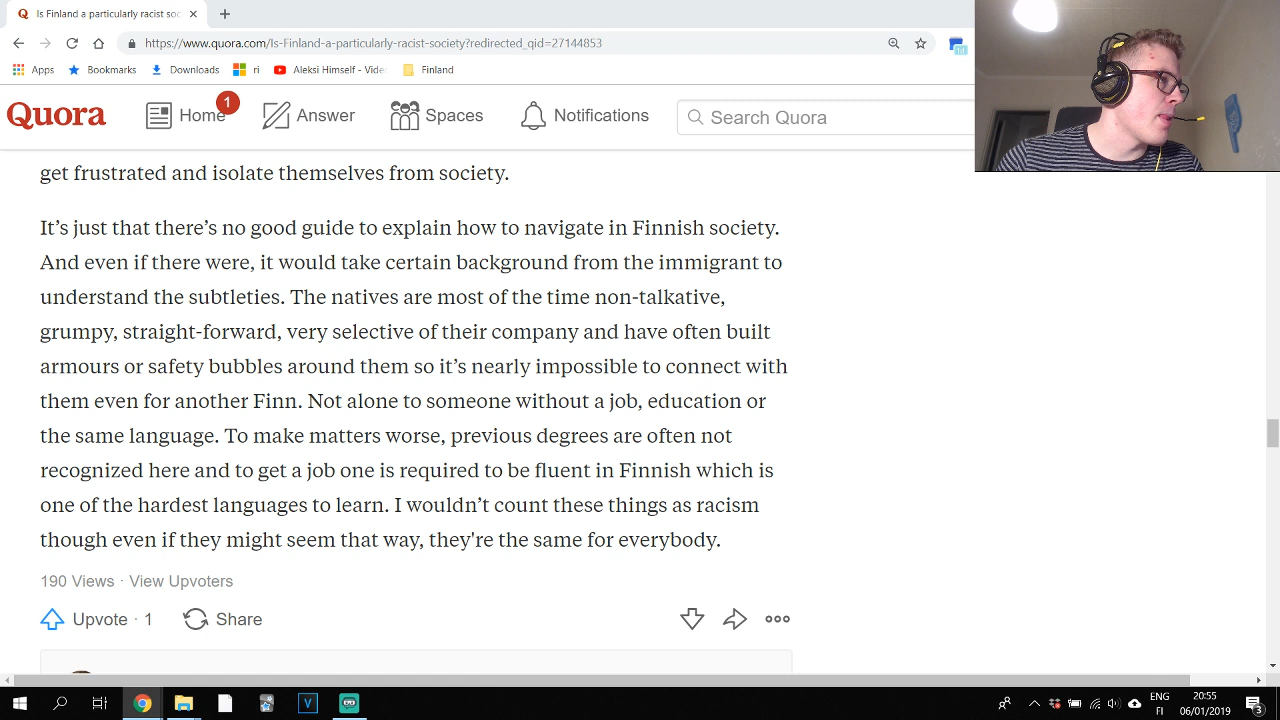 Is Finland a particularly racist soc
https://www.quora.com/Is-Finland-a-particularly-racist-society?redirected_qid=27144853
Apps Bookmarks Downloads ri Aleksi Himself - Vide Finland
Quora Home 1 Answer Spaces Notifications Search Quora
get frustrated and isolate themselves from society.
It’s just that there’s no good guide to explain how to navigate in Finnish society.
And even if there were, it would take certain background from the immigrant to
understand the subtleties. The natives are most of the time non-talkative,
grumpy, straight-forward, very selective of their company and have often built
armours or safety bubbles around them so it’s nearly impossible to connect with
them even for another Finn. Not alone to someone without a job, education or
the same language. To make matters worse, previous degrees are often not
recognized here and to get a job one is required to be fluent in Finnish which is
one of the hardest languages to learn. I wouldn’t count these things as racism
though even if they might seem that way, they're the same for everybody.
190 Views · View Upvoters
Upvote · 1 Share
ENG 20:55
FI 06/01/2019 3